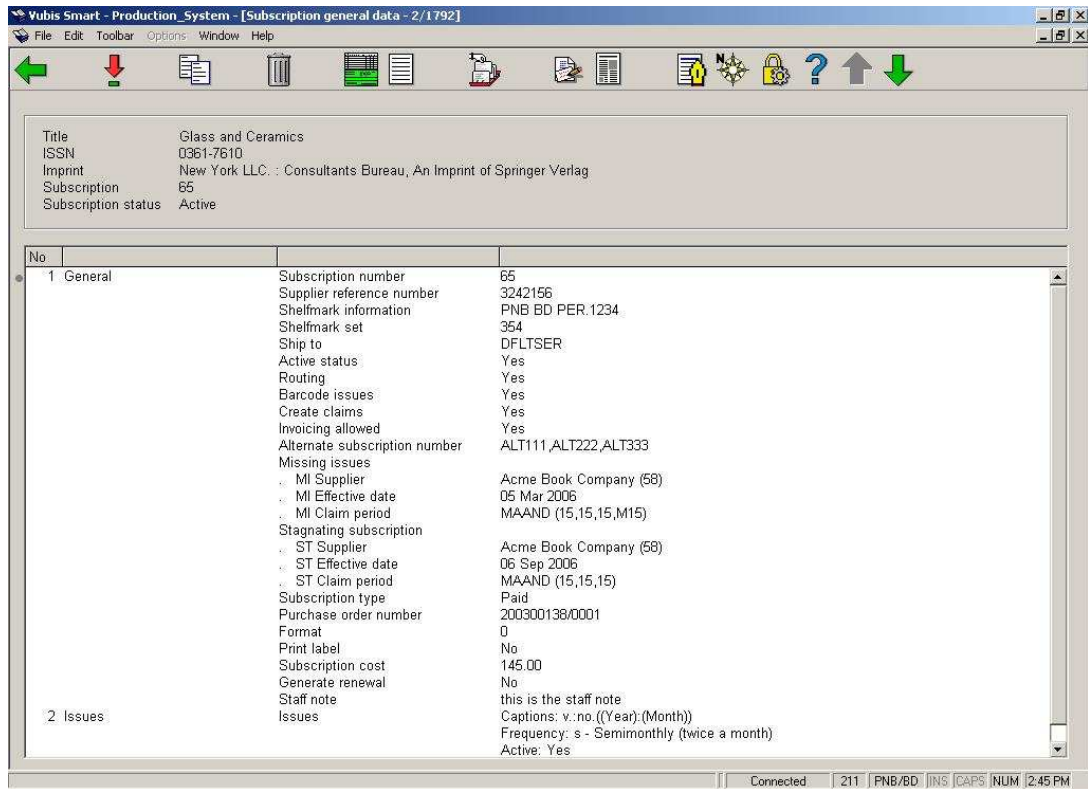 Vubis Smart - Production_System - [Subscription general data - 2/1792]
File Edit Toolbar Options Window Help
Title Glass and Ceramics
ISSN 0361-7610
Imprint New York LLC. : Consultants Bureau, An Imprint of Springer Verlag
Subscription 65
Subscription status Active
No
1 General Subscription number 65
Supplier reference number 3242156
Shelfmark information PNB BD PER.1234
Shelfmark set 354
Ship to DFLTSER
Active status Yes
Routing Yes
Barcode issues Yes
Create claims Yes
Invoicing allowed Yes
Alternate subscription number ALT111,ALT222,ALT333
Missing issues
. MI Supplier Acme Book Company (58)
. MI Effective date 05 Mar 2006
. MI Claim period MAAND (15,15,15,M15)
Stagnating subscription
. ST Supplier Acme Book Company (58)
. ST Effective date 06 Sep 2006
. ST Claim period MAAND (15,15,15)
Subscription type Paid
Purchase order number 200300138/0001
Format 0
Print label No
Subscription cost 145.00
Generate renewal No
Staff note this is the staff note
2 Issues Issues Captions: v.:no.((Year):(Month))
Frequency: s - Semimonthly (twice a month)
Active: Yes
Connected 211 PNB/BD INS CAPS NUM 2:45 PM